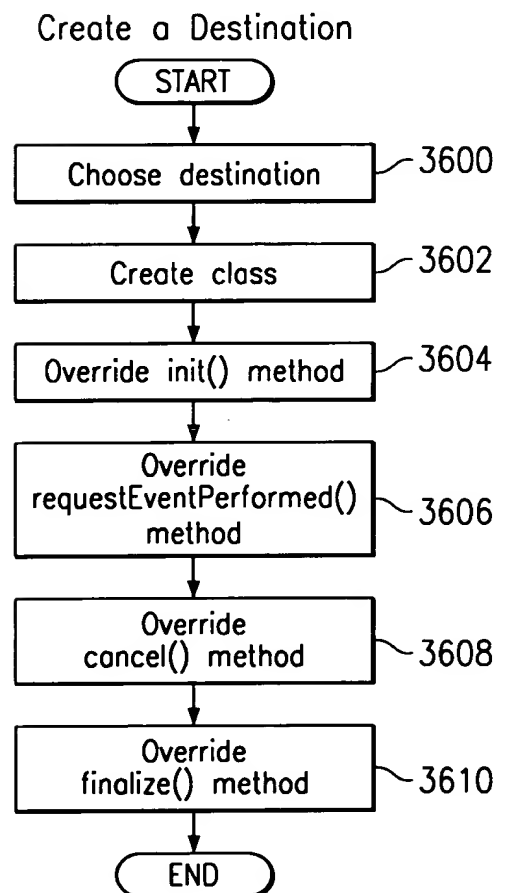 Create a Destination
START
Choose destination
3600
Create class
3602
Override init() method
3604
Override
requestEventPerformed()
method
3606
Override
cancel() method
3608
Override
finalize() method
3610
END